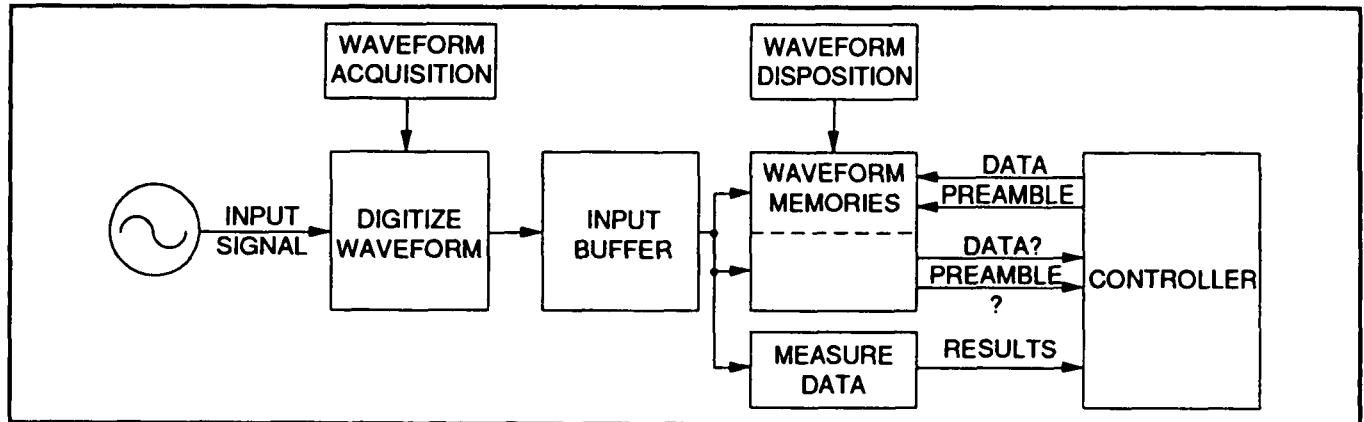 WAVEFORM
ACQUISITION
WAVEFORM
DISPOSITION
INPUT
SIGNAL
DIGITIZE
WAVEFORM
INPUT
BUFFER
WAVEFORM
MEMORIES
DATA
PREAMBLE
DATA?
PREAMBLE
?
CONTROLLER
MEASURE
DATA
RESULTS